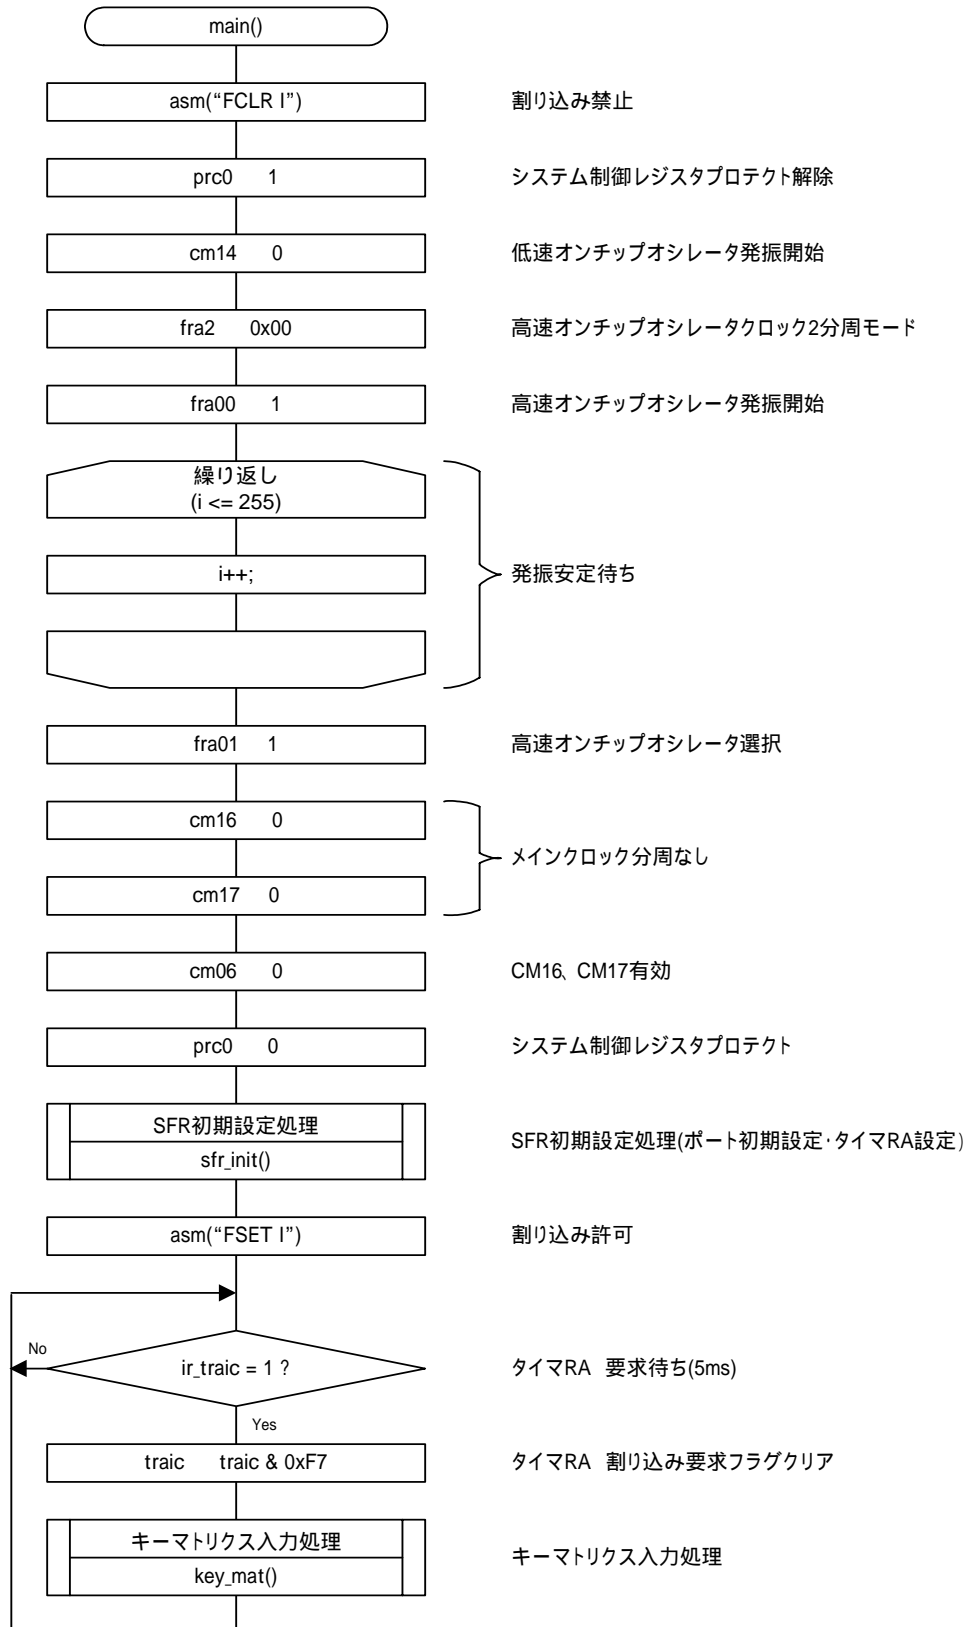 main()
asm(“FCLR I”) 割り込み禁止
prc0 1 システム制御レジスタプロテクト解除
cm14 0 低速オンチップオシレータ発振開始
fra2 0x00 高速オンチップオシレータクロック2分周モード
fra00 1 高速オンチップオシレータ発振開始
繰り返し
(i <= 255)
i++; 発振安定待ち
fra01 1 高速オンチップオシレータ選択
cm16 0
メインクロック分周なし
cm17 0
cm06 0 CM16、CM17有効
prc0 0 システム制御レジスタプロテクト
SFR初期設定処理
SFR初期設定処理(ポート初期設定・タイマRA設定)
sfr_init()
asm(“FSET I”) 割り込み許可
No
ir_traic = 1 ? タイマRA 要求待ち(5ms)
Yes
traic traic & 0xF7 タイマRA 割り込み要求フラグクリア
キーマトリクス入力処理
キーマトリクス入力処理
key_mat()